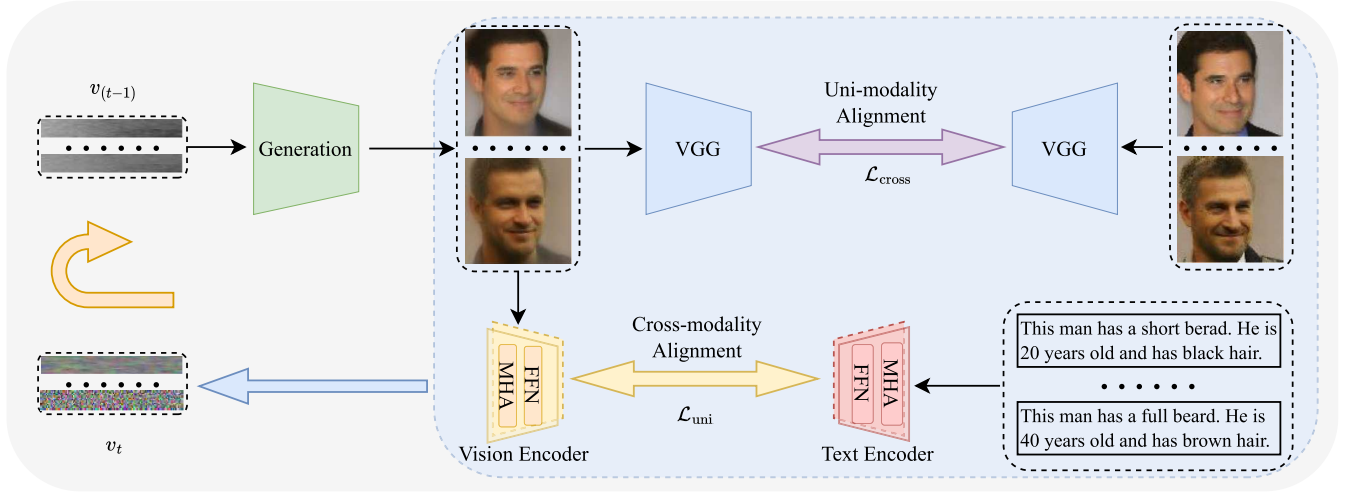 v(t−1)
Generation
VGG
Uni-modality
Alignment
ℒcross
VGG
vt
MHA
FFN
Vision Encoder
Cross-modality
Alignment
ℒuni
FFN
MHA
Text Encoder
This man has a short berad. He is
20 years old and has black hair.
This man has a full beard. He is
40 years old and has brown hair.